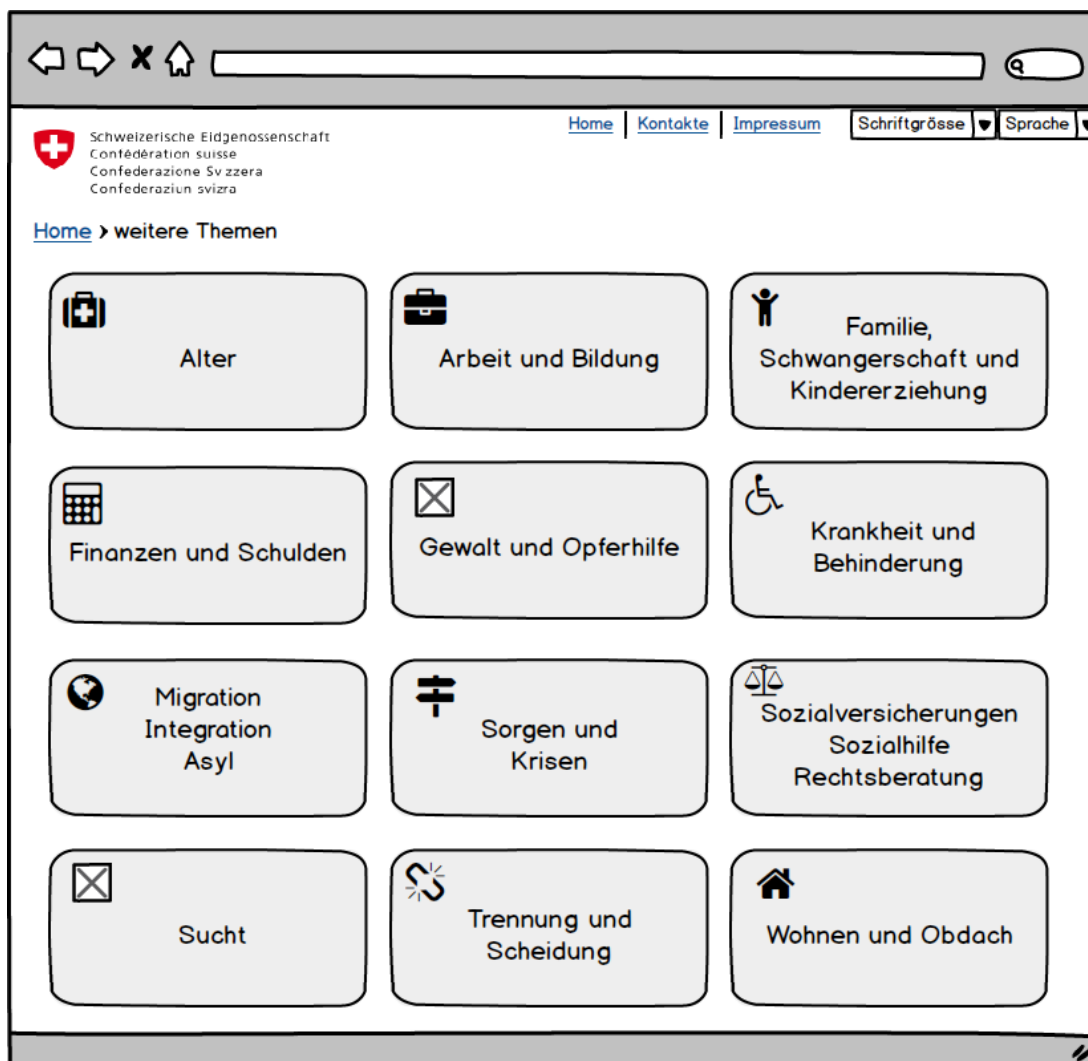 Home | Kontakte | Impressum Schriftgrösse Sprache
Schweizerische Eidgenossenschaft
Confédération suisse
Confederazione Svizzera
Confederaziun svizra
Home › weitere Themen
Alter
Arbeit und Bildung
Familie,
Schwangerschaft und
Kindererziehung
Finanzen und Schulden
Gewalt und Opferhilfe
Krankheit und
Behinderung
Migration
Integration
Asyl
Sorgen und
Krisen
Sozialversicherungen
Sozialhilfe
Rechtsberatung
Sucht
Trennung und
Scheidung
Wohnen und Obdach